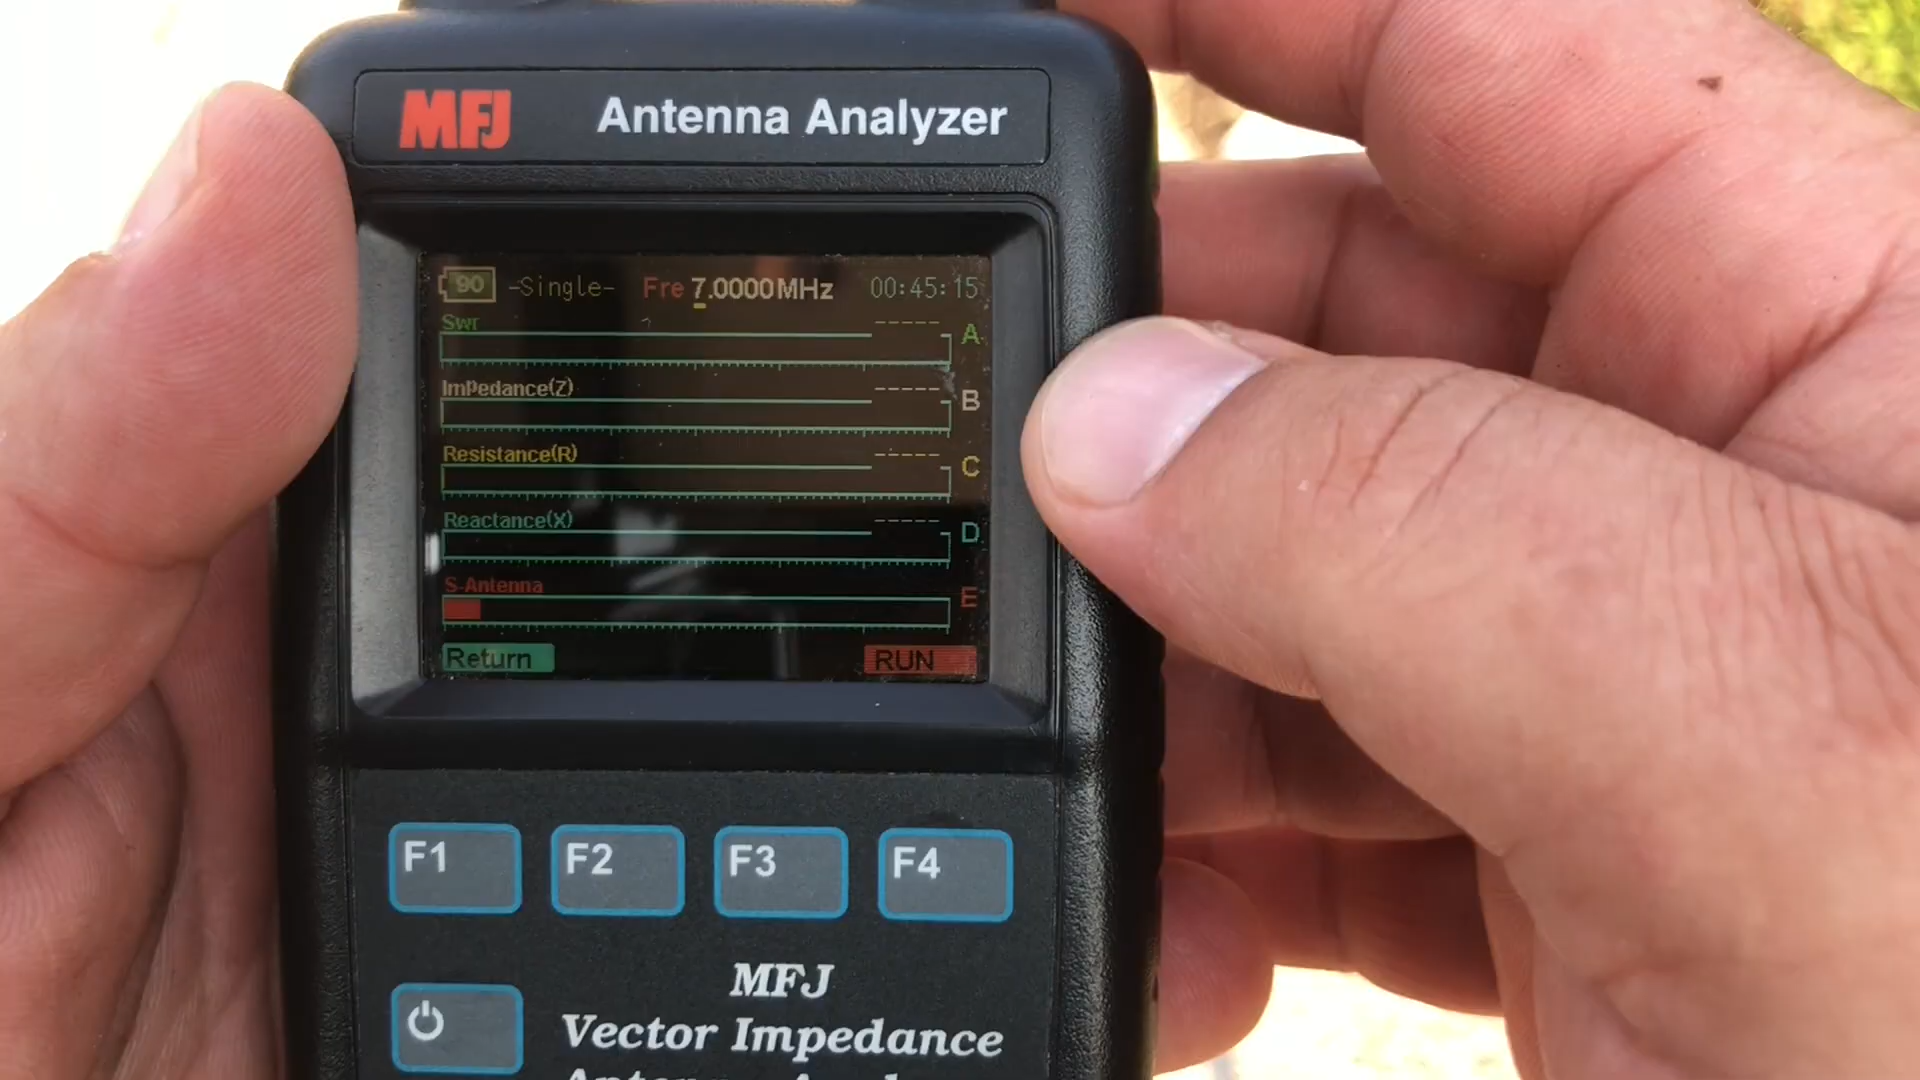 MFJ Antenna Analyzer
90 -Single- Fre 7.0000MHz 00:45:15
Swr ----- A
Impedance(Z) ----- B
Resistance(R) ----- C
Reactance(X) ----- D
S-Antenna E
Return RUN
F1 F2 F3 F4
MFJ
Vector Impedance